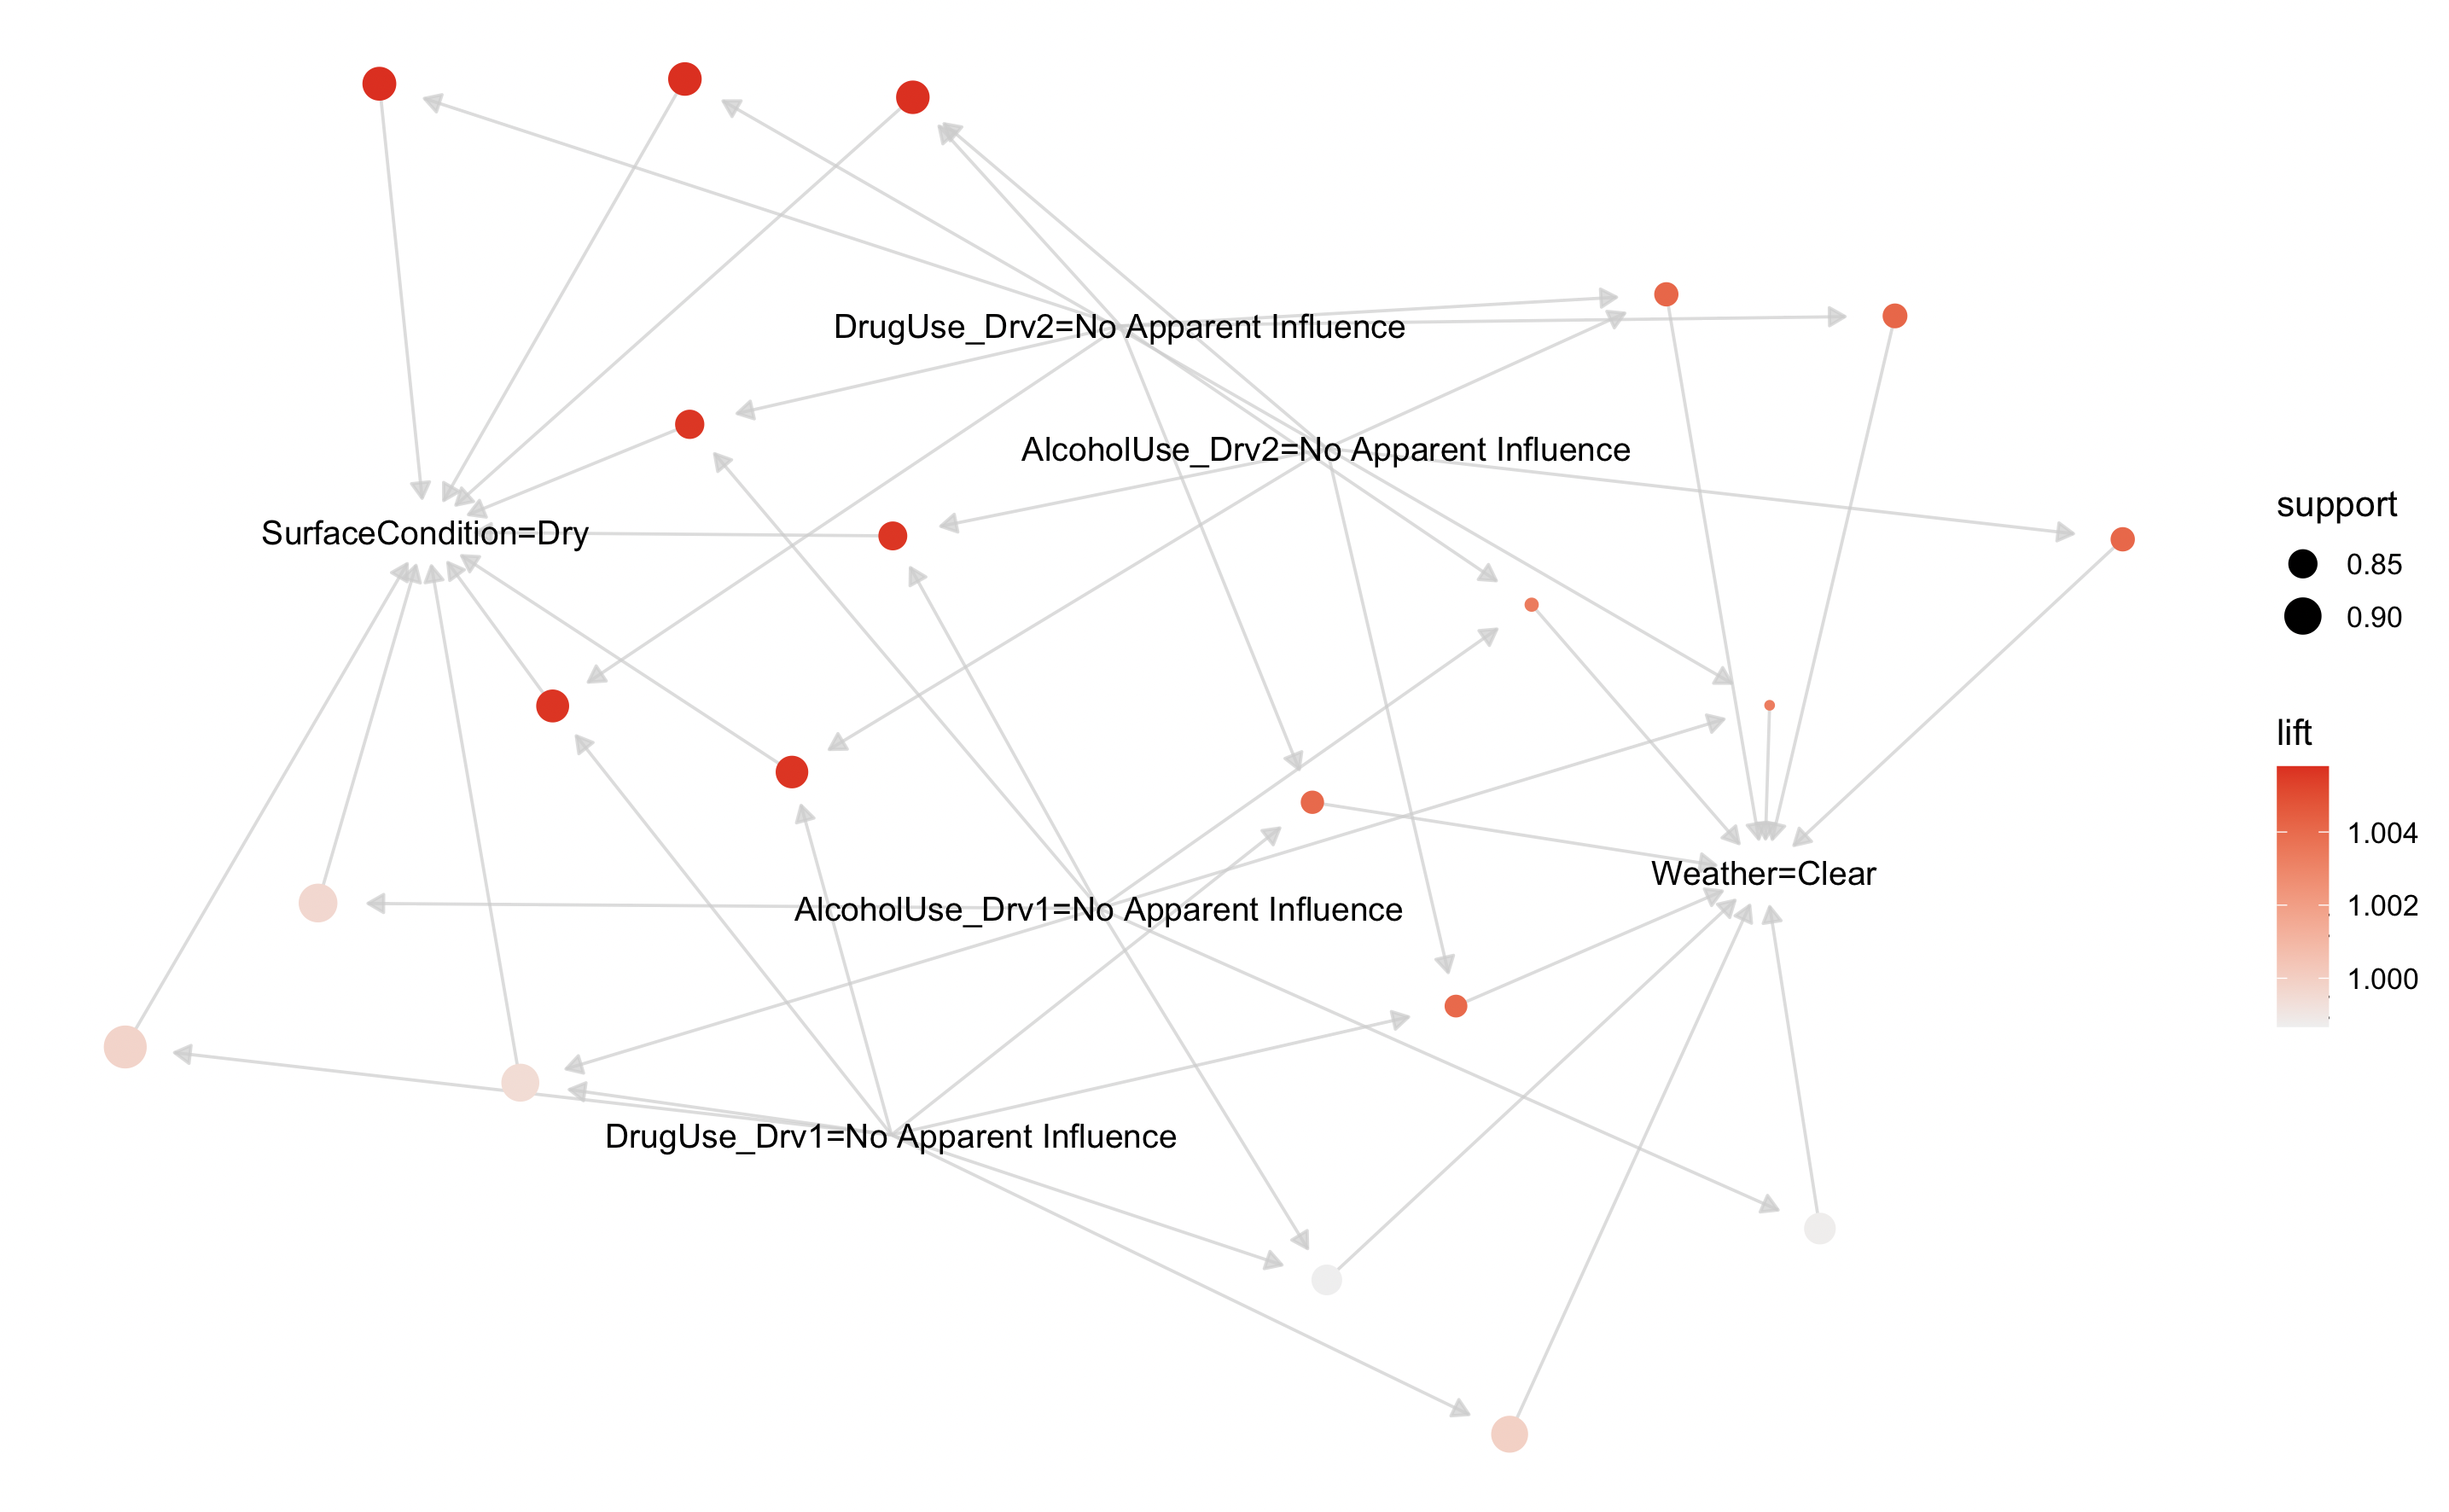 DrugUse_Drv2=No Apparent Influence
AlcoholUse_Drv2=No Apparent Influence
SurfaceCondition=Dry
Weather=Clear
AlcoholUse_Drv1=No Apparent Influence
DrugUse_Drv1=No Apparent Influence
support
0.85
0.90
lift
1.004
1.002
1.000